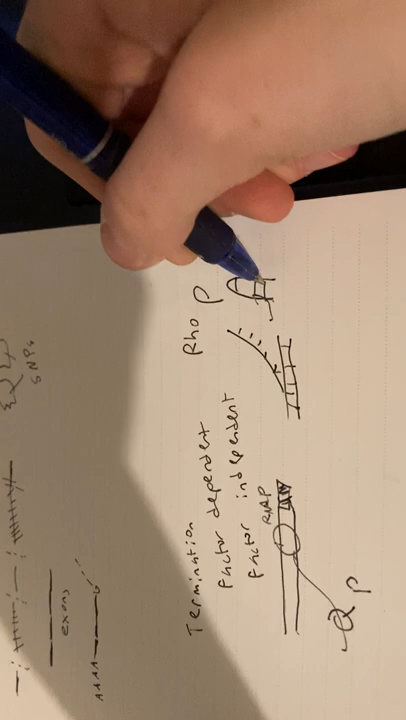 SNPs
exons
AAAA
Termination
factor dependent Rho ρ
factor independent
RNAP
ρ